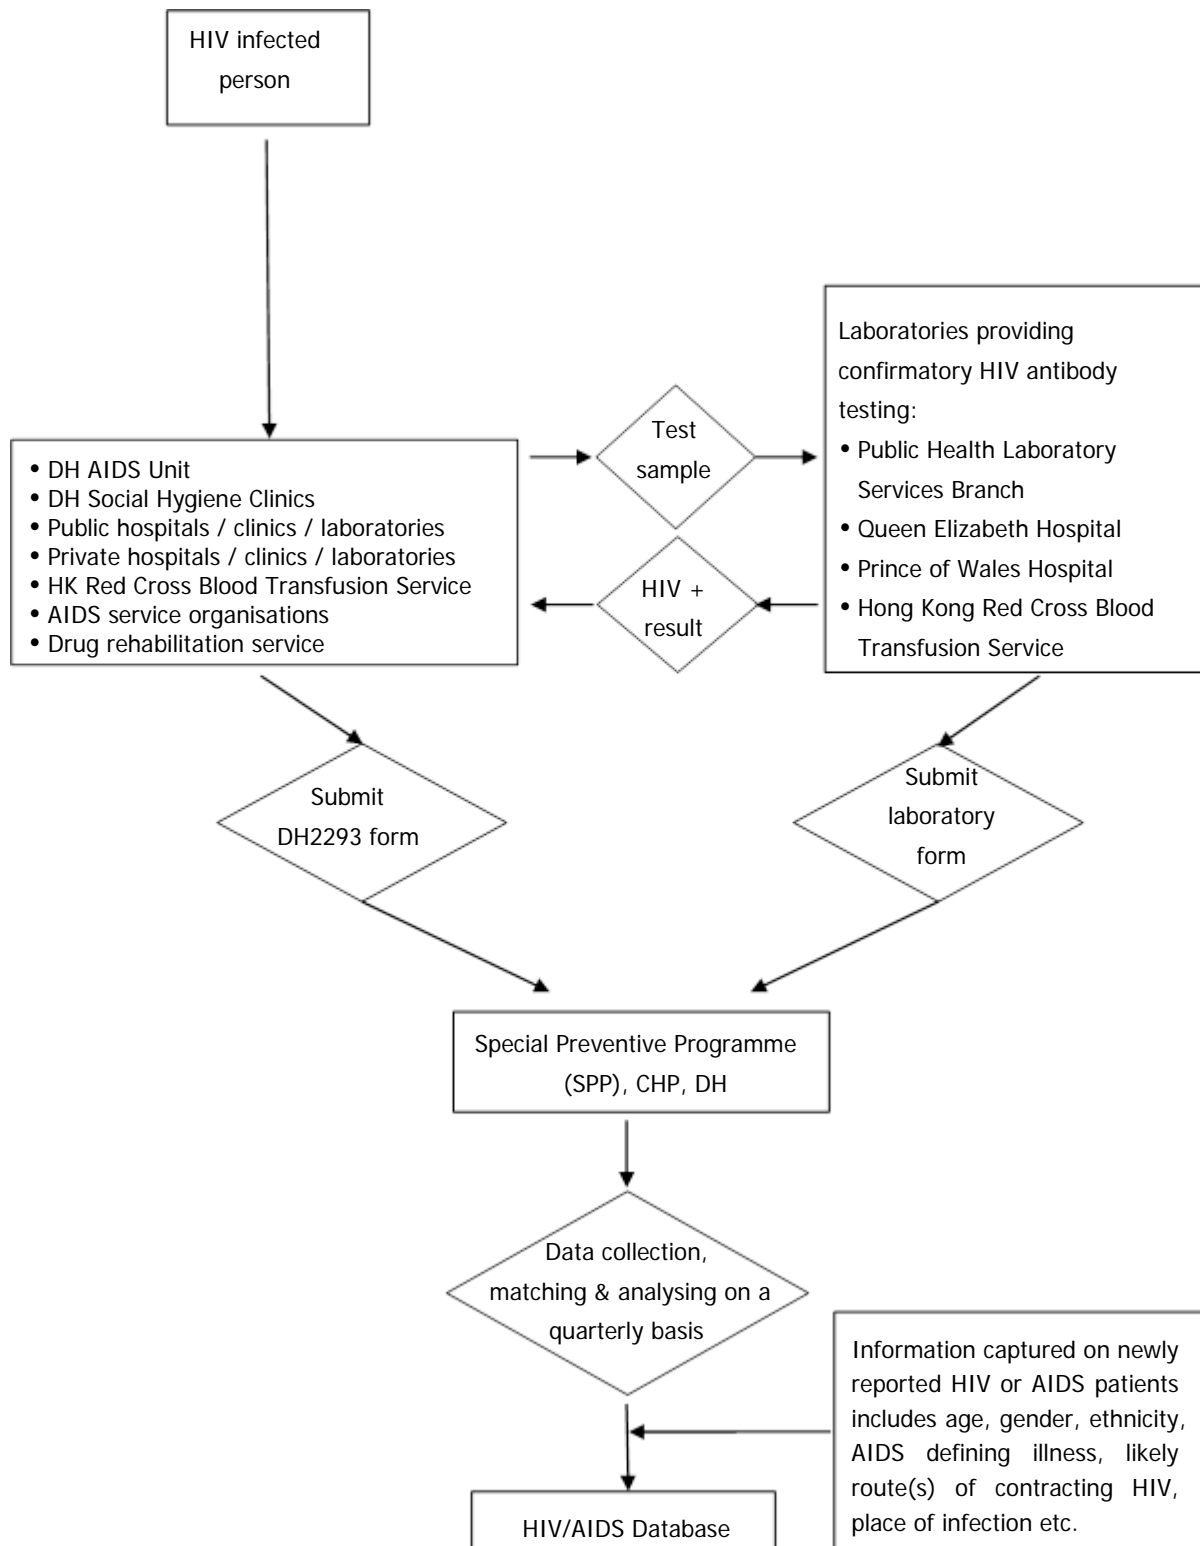 HIV infected
person
Laboratories providing
confirmatory HIV antibody
testing:
• Public Health Laboratory
Services Branch
• Queen Elizabeth Hospital
• Prince of Wales Hospital
• Hong Kong Red Cross Blood
Transfusion Service
Test
sample
HIV +
result
• DH AIDS Unit
• DH Social Hygiene Clinics
• Public hospitals / clinics / laboratories
• Private hospitals / clinics / laboratories
• HK Red Cross Blood Transfusion Service
• AIDS service organisations
• Drug rehabilitation service
Submit
DH2293 form
Submit
laboratory
form
Special Preventive Programme
(SPP), CHP, DH
Data collection,
matching & analysing on a
quarterly basis
Information captured on newly
reported HIV or AIDS patients
includes age, gender, ethnicity,
AIDS defining illness, likely
route(s) of contracting HIV,
place of infection etc.
HIV/AIDS Database